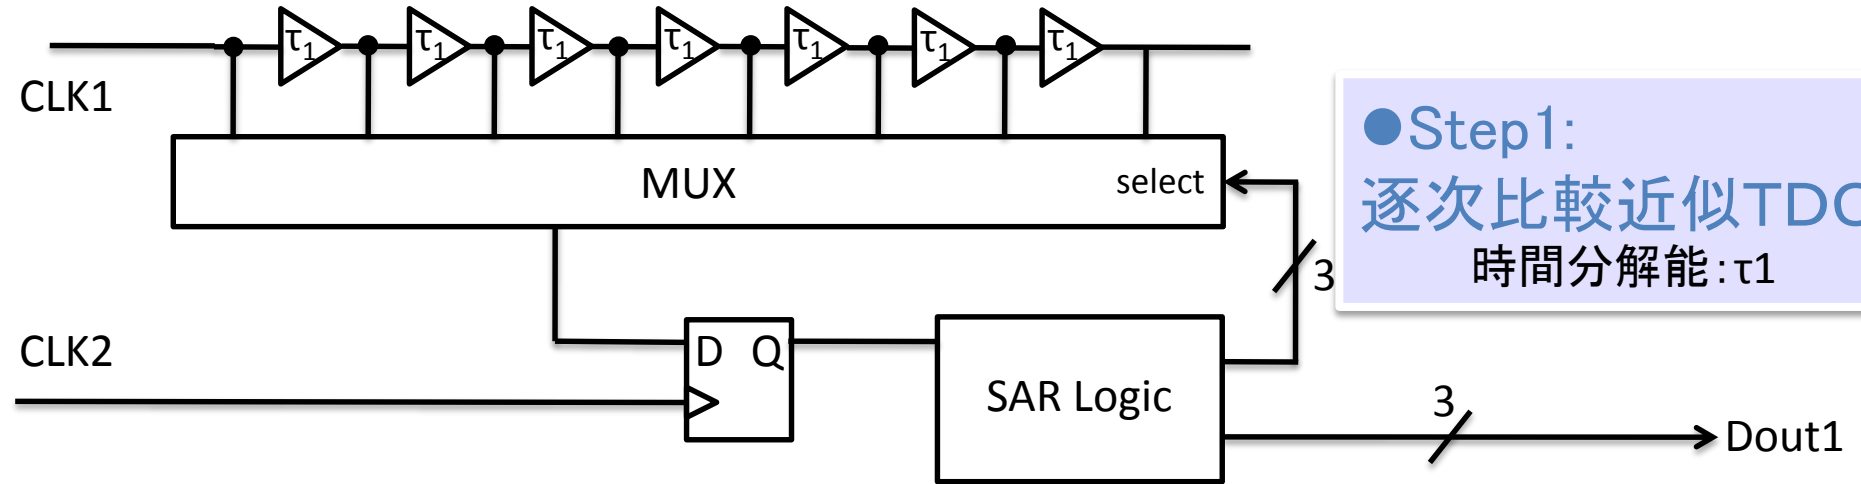 τ1 τ1 τ1 τ1 τ1 τ1 τ1
CLK1
MUX
select
●Step1:
逐次比較近似TDC
時間分解能:τ1
3
CLK2
D Q
SAR Logic
3
Dout1